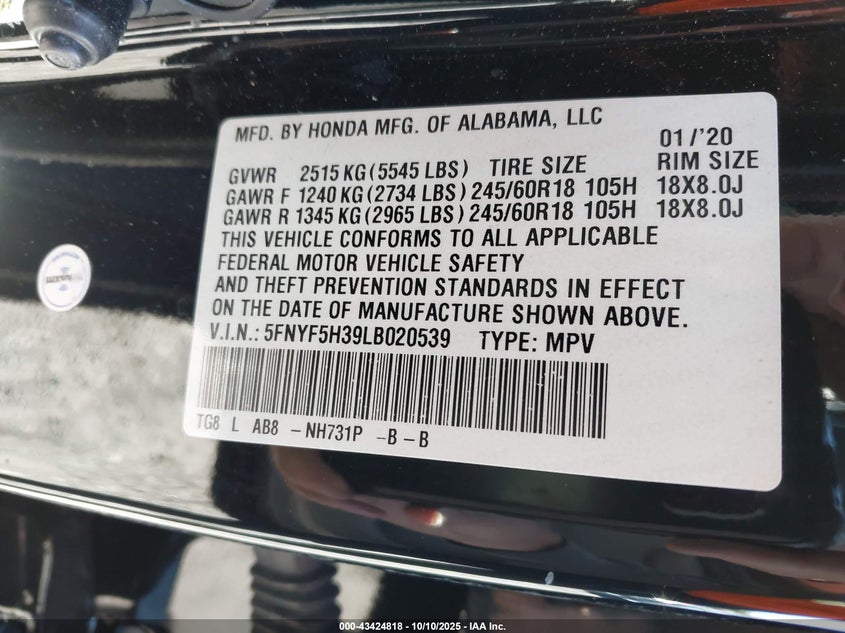 MFD. BY HONDA MFG. OF ALABAMA, LLC 01/'20
GVWR 2515 KG (5545 LBS) TIRE SIZE RIM SIZE
GAWR F 1240 KG (2734 LBS) 245/60R18 105H 18X8.0J
GAWR R 1345 KG (2965 LBS) 245/60R18 105H 18X8.0J
THIS VEHICLE CONFORMS TO ALL APPLICABLE
FEDERAL MOTOR VEHICLE SAFETY
AND THEFT PREVENTION STANDARDS IN EFFECT
ON THE DATE OF MANUFACTURE SHOWN ABOVE.
V.I.N.: 5FNYF5H39LB020539 TYPE: MPV
TG8 L AB8 -NH731P -B-B
000-43424818 - 10/10/2025 - IAA Inc.